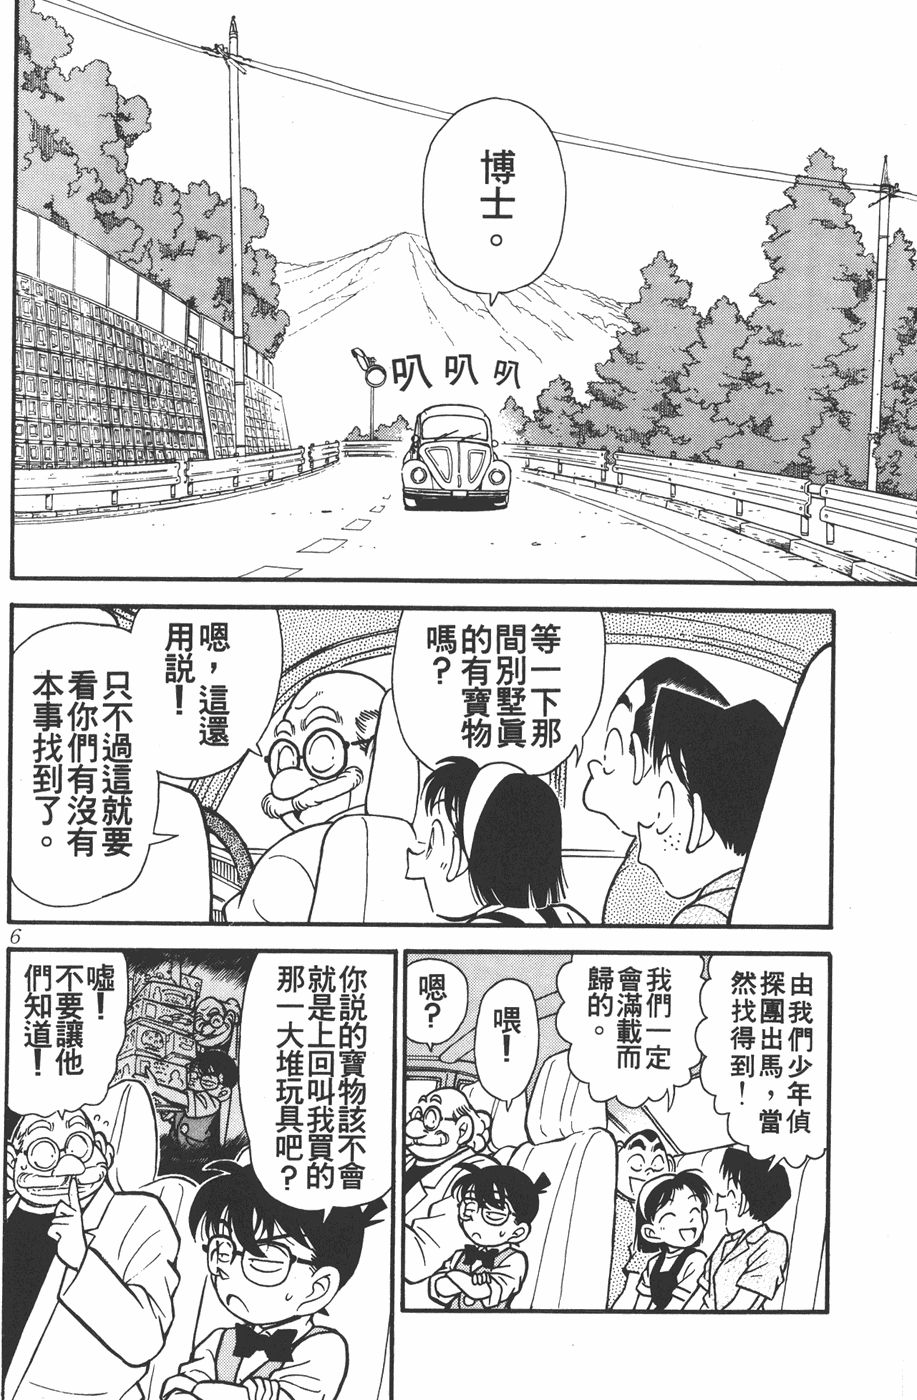 博士。
叭叭叭
等一下那
間別墅眞
的有寶物
嗎？
嗯，這還
用説！
只不過這就要
看你們有沒有
本事找到了。
由我們少年偵
探團出馬，當
然找得到！
我們一定
會滿載而
歸的。
喂！
嗯？
你説的寶物該不會
就是上回叫我買的
那一大堆玩具吧？
噓！
不要讓他
們知道！
6